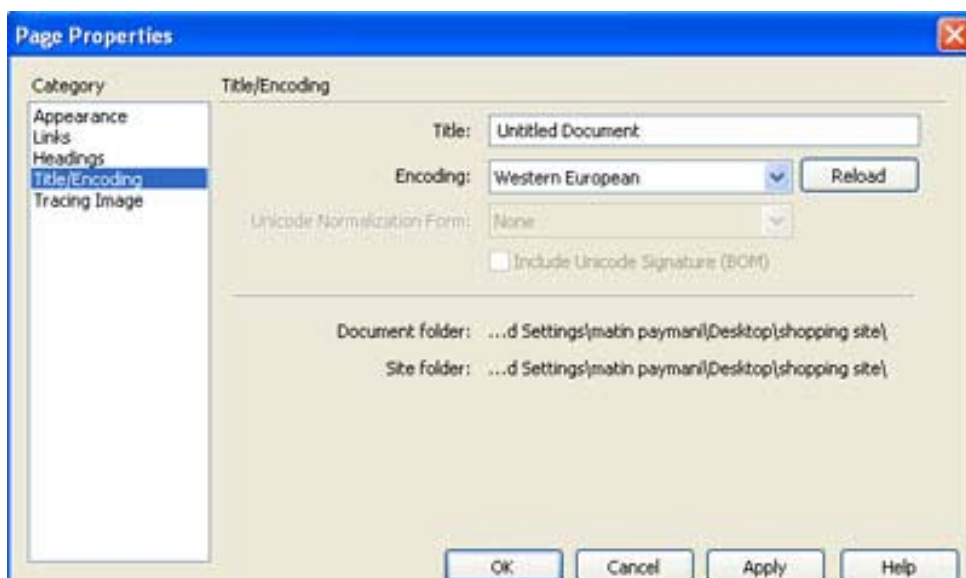 Page Properties
Category
Appearance
Links
Headings
Title/Encoding
Tracing Image
Title/Encoding
Title: Untitled Document
Encoding: Western European Reload
Unicode Normalization Form: None
Include Unicode Signature (BOM)
Document folder: ...d Settings\matin paymani\Desktop\shopping site\
Site folder: ...d Settings\matin paymani\Desktop\shopping site\
OK Cancel Apply Help